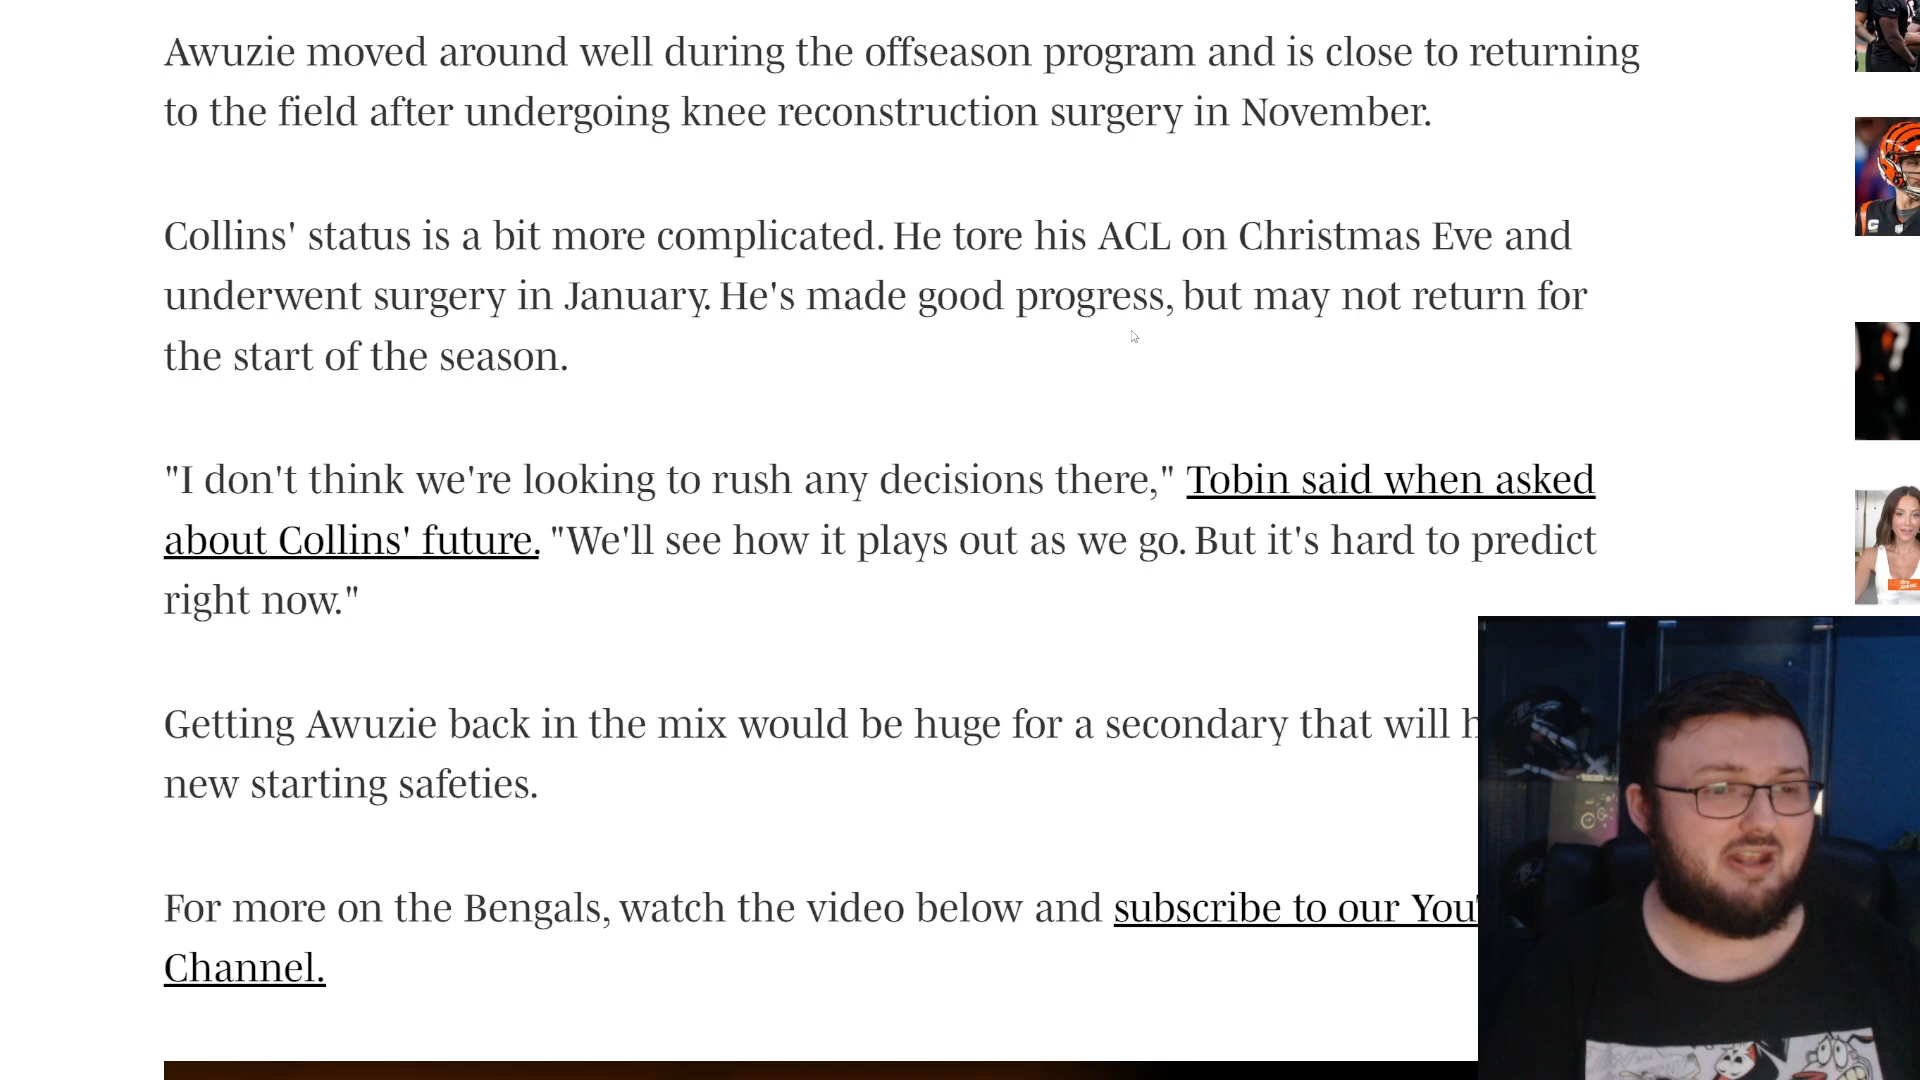 Awuzie moved around well during the offseason program and is close to returning
to the field after undergoing knee reconstruction surgery in November.
Collins' status is a bit more complicated. He tore his ACL on Christmas Eve and
underwent surgery in January. He's made good progress, but may not return for
the start of the season.
"I don't think we're looking to rush any decisions there," Tobin said when asked
about Collins' future. "We'll see how it plays out as we go. But it's hard to predict
right now."
Getting Awuzie back in the mix would be huge for a secondary that will
new starting safeties.
For more on the Bengals, watch the video below and subscribe to our You
Channel.